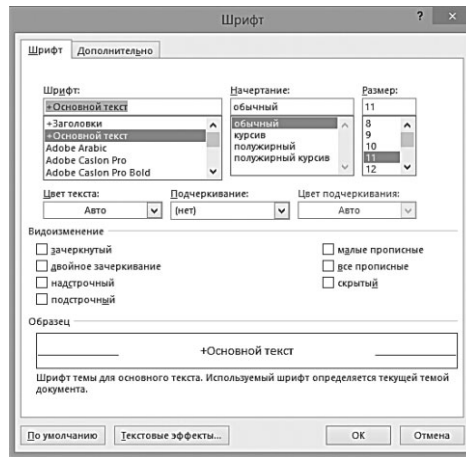 Шрифт ? ×
Шрифт Дополнительно
Шрифт: Начертание: Размер:
+Основной текст обычный 11
+Заголовки обычный 8
+Основной текст курсив 9
Adobe Arabic полужирный 10
Adobe Caslon Pro полужирный курсив 11
Adobe Caslon Pro Bold 12
Цвет текста: Подчеркивание: Цвет подчеркивания:
Авто (нет) Авто
Видоизменение
зачеркнутый малые прописные
двойное зачеркивание все прописные
надстрочный скрытый
подстрочный
Образец
+Основной текст
Шрифт темы для основного текста. Используемый шрифт определяется текущей темой
документа.
По умолчанию Текстовые эффекты... ОК Отмена